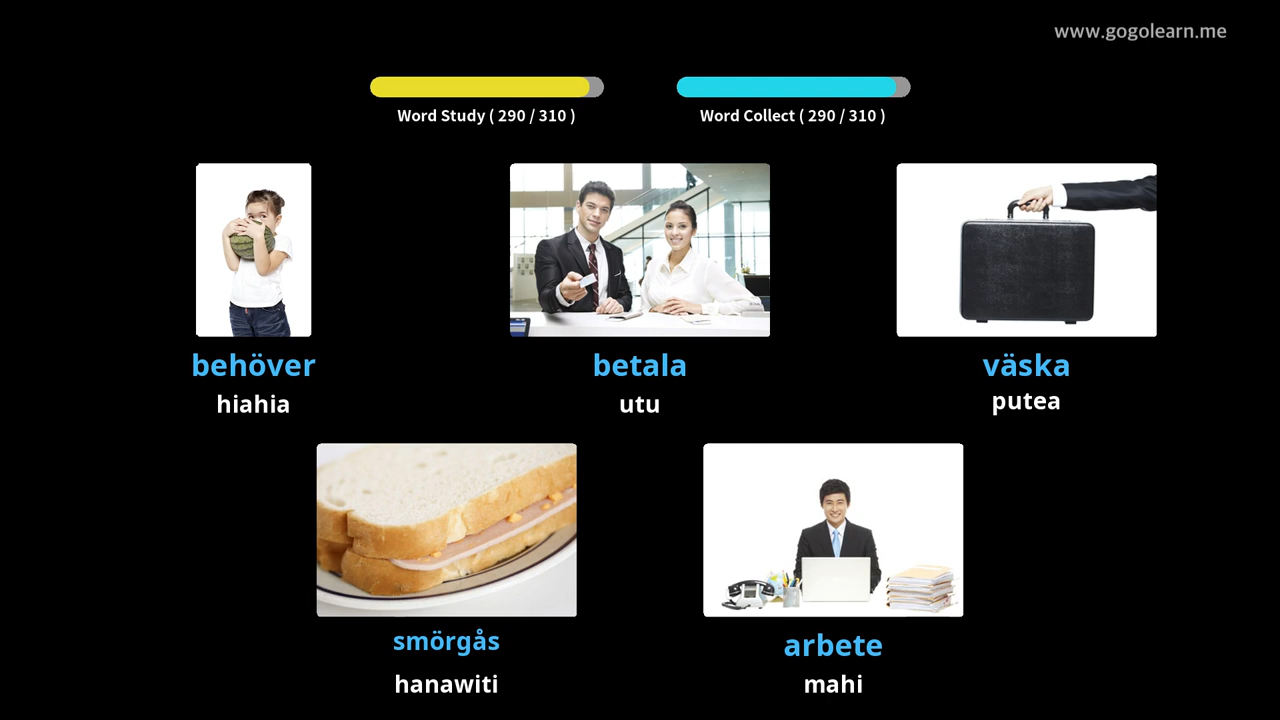 www.gogolearn.me
Word Study ( 290 / 310 )
Word Collect ( 290 / 310 )
behöver
hiahia
betala
utu
väska
putea
smörgås
hanawiti
arbete
mahi